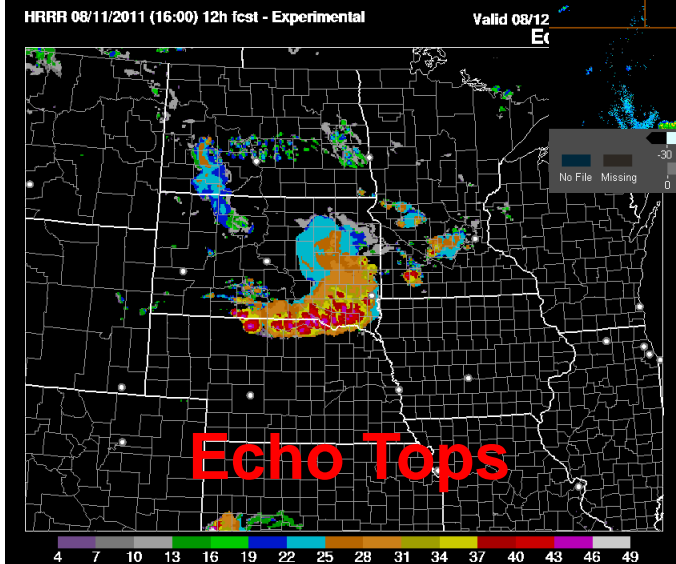 HRRR 08/11/2011 (16:00) 12h fcst - Experimental
Valid 08/12
-30
No File Missing
0
Echo Tops
4 7 10 13 16 19 22 25 28 31 34 37 40 43 46 49